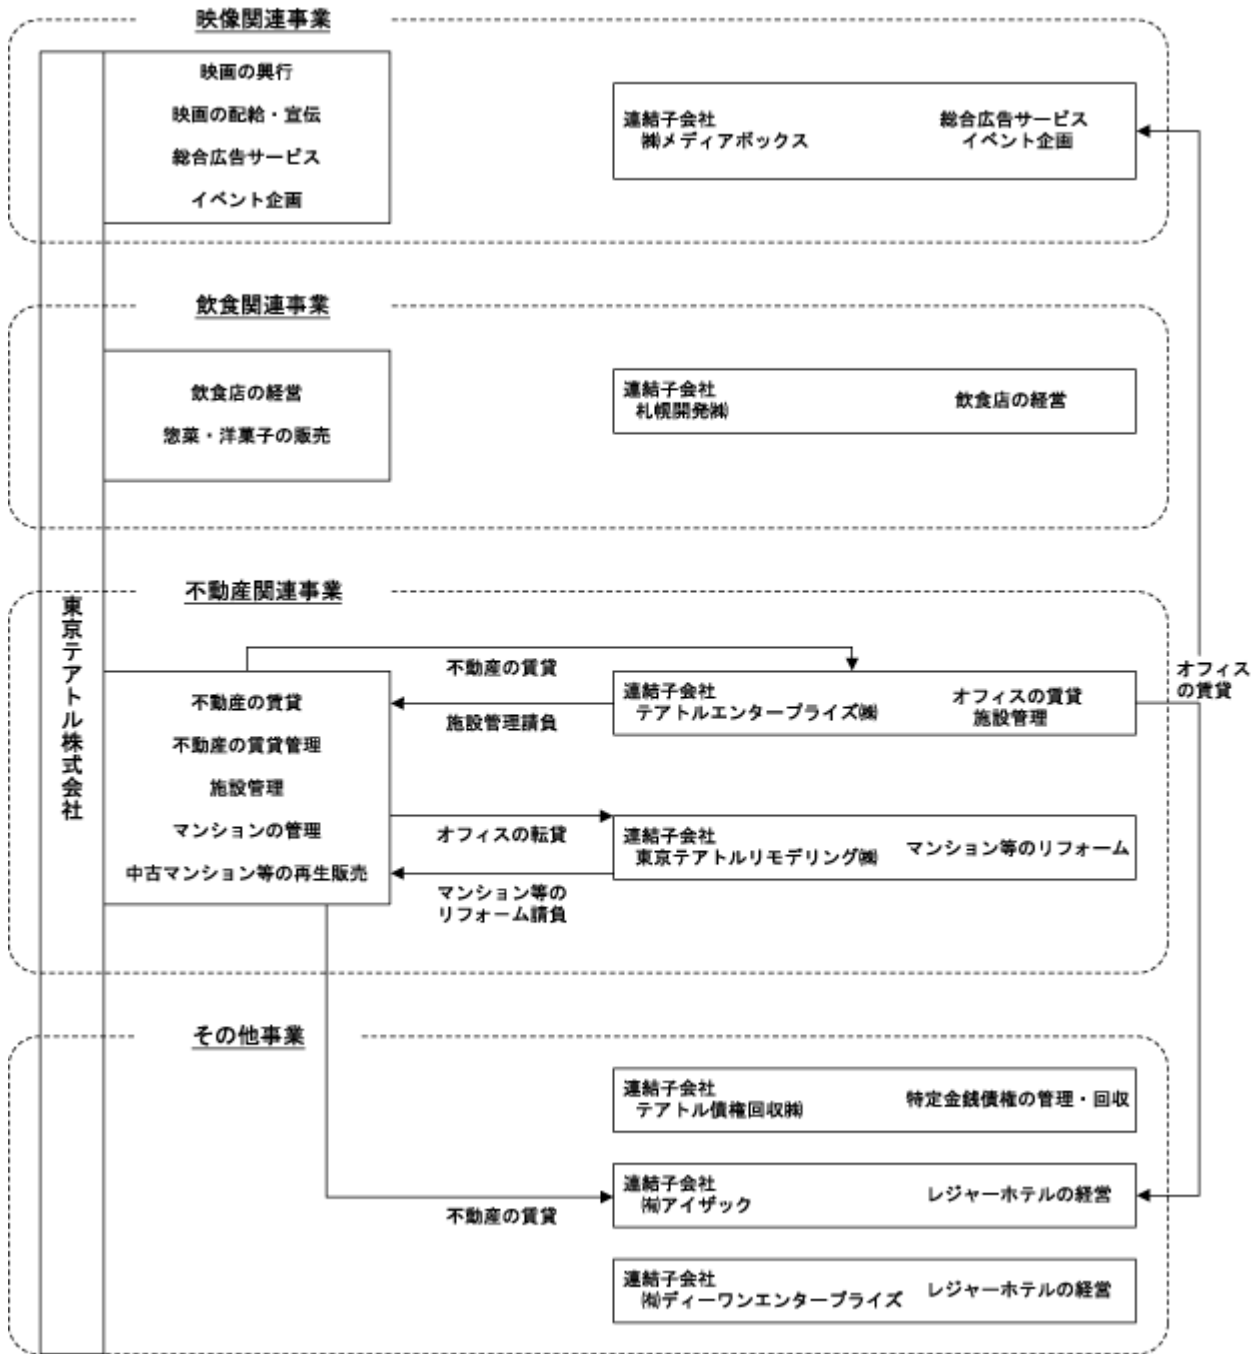 映像関連事業
映画の興行
映画の配給・宣伝
総合広告サービス
イベント企画
連結子会社
㈱メディアボックス
総合広告サービス
イベント企画
飲食関連事業
飲食店の経営
惣菜・洋菓子の販売
連結子会社
札幌開発㈱
飲食店の経営
東京テアトル株式会社
不動産関連事業
不動産の賃貸
不動産の賃貸管理
施設管理
マンションの管理
中古マンション等の再生販売
不動産の賃貸
施設管理請負
連結子会社
テアトルエンタープライズ㈱
オフィスの賃貸
施設管理
オフィス
の賃貸
オフィスの転貸
マンション等の
リフォーム請負
連結子会社
東京テアトルリモデリング㈱
マンション等のリフォーム
その他事業
連結子会社
テアトル債権回収㈱
特定金銭債権の管理・回収
不動産の賃貸
連結子会社
㈲アイザック
レジャーホテルの経営
連結子会社
㈲ディーワンエンタープライズ
レジャーホテルの経営